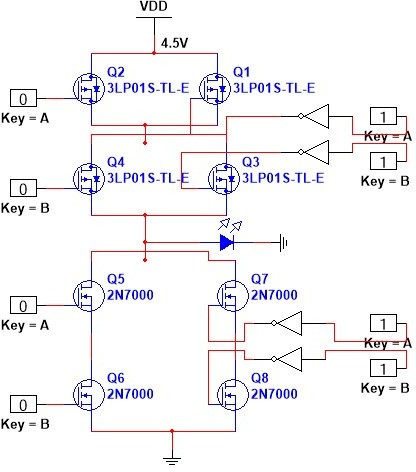 VDD
4.5V
Q2
3LP01S-TL-E
Q1
3LP01S-TL-E
0
Key = A
1
Key = A
1
Key = B
Q4
3LP01S-TL-E
Q3
3LP01S-TL-E
0
Key = B
Q5
2N7000
Q7
2N7000
0
Key = A
1
Key = A
1
Key = B
Q6
2N7000
Q8
2N7000
0
Key = B